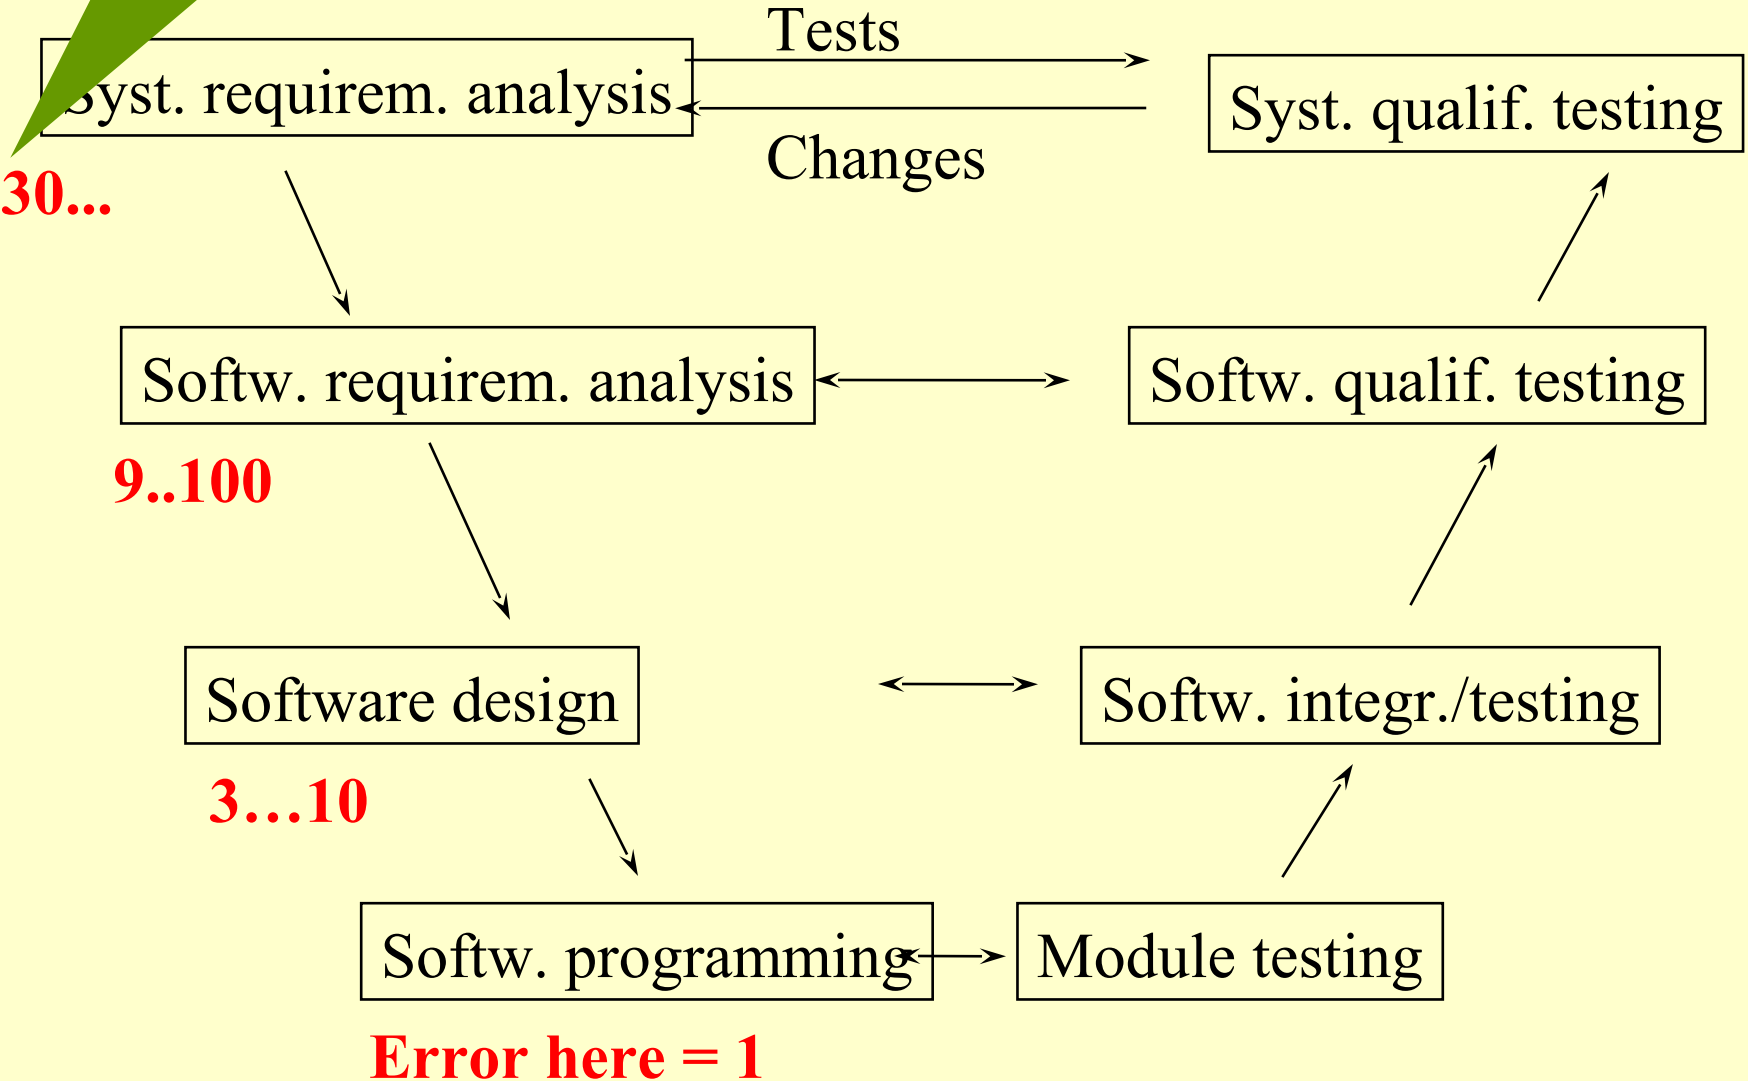 Tests
Syst. requirem. analysis
Syst. qualif. testing
Changes
30...
Softw. requirem. analysis
Softw. qualif. testing
9..100
Software design
Softw. integr./testing
3…10
Softw. programming
Module testing
Error here = 1